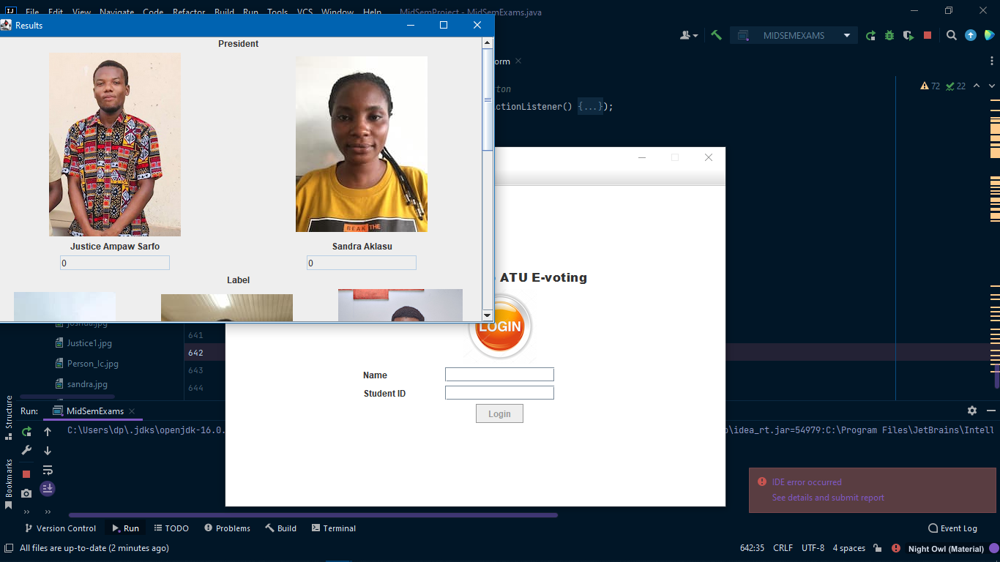 File Edit View Navigate Code Refactor Build Run Tools VCS Window Help MidSemProject - MidSemExams.java
Results
MIDSEMEXAMS
President
orm
72 22
ctionListener() {...});
BEAK THE
Justice Ampaw Sarfo Sandra Aklasu
0 0
Label
ATU E-voting
LOGIN
joshua.jpg
Justice1.jpg
Person_Ic.jpg
sandra.jpg
641
642
643
644
Name
Student ID
Login
Structure
Bookmarks
Run: MidSemExams
C:\Users\dp\.jdks\openjdk-16.0. \idea_rt.jar=54979:C:\Program Files\JetBrains\Intell
IDE error occurred
See details and submit report
Version Control Run TODO Problems Build Terminal Event Log
All files are up-to-date (2 minutes ago) 642:35 CRLF UTF-8 4 spaces Night Owl (Material)